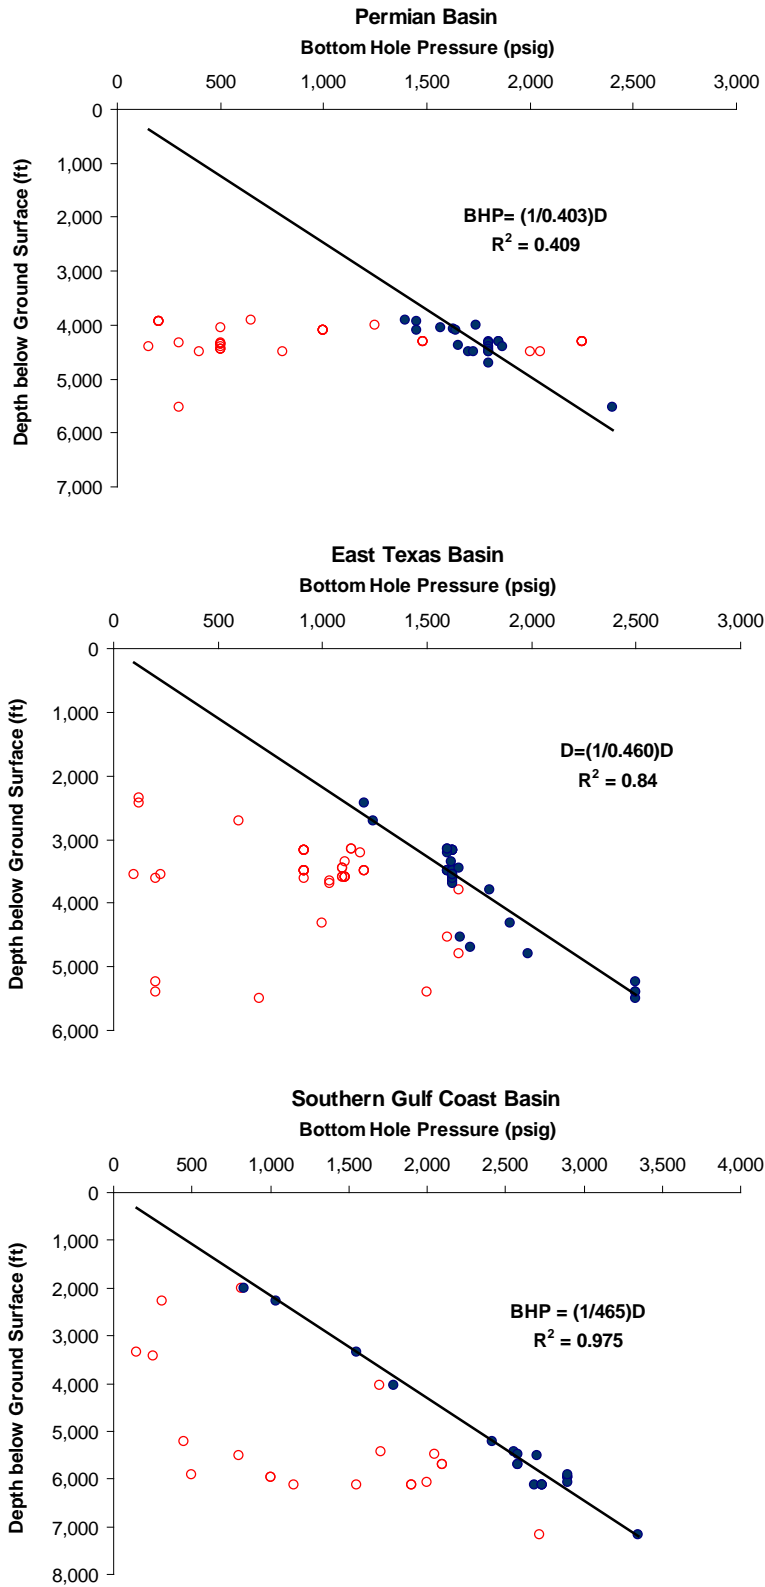 Permian Basin
Bottom Hole Pressure (psig)
0 500 1,000 1,500 2,000 2,500 3,000
0
1,000
2,000
3,000
4,000
5,000
6,000
7,000
Depth below Ground Surface (ft)
BHP= (1/0.403)D
R² = 0.409
East Texas Basin
Bottom Hole Pressure (psig)
0 500 1,000 1,500 2,000 2,500 3,000
0
1,000
2,000
3,000
4,000
5,000
6,000
Depth below Ground Surface (ft)
D=(1/0.460)D
R² = 0.84
Southern Gulf Coast Basin
Bottom Hole Pressure (psig)
0 500 1,000 1,500 2,000 2,500 3,000 3,500 4,000
0
1,000
2,000
3,000
4,000
5,000
6,000
7,000
8,000
Depth below Ground Surface (ft)
BHP = (1/465)D
R² = 0.975